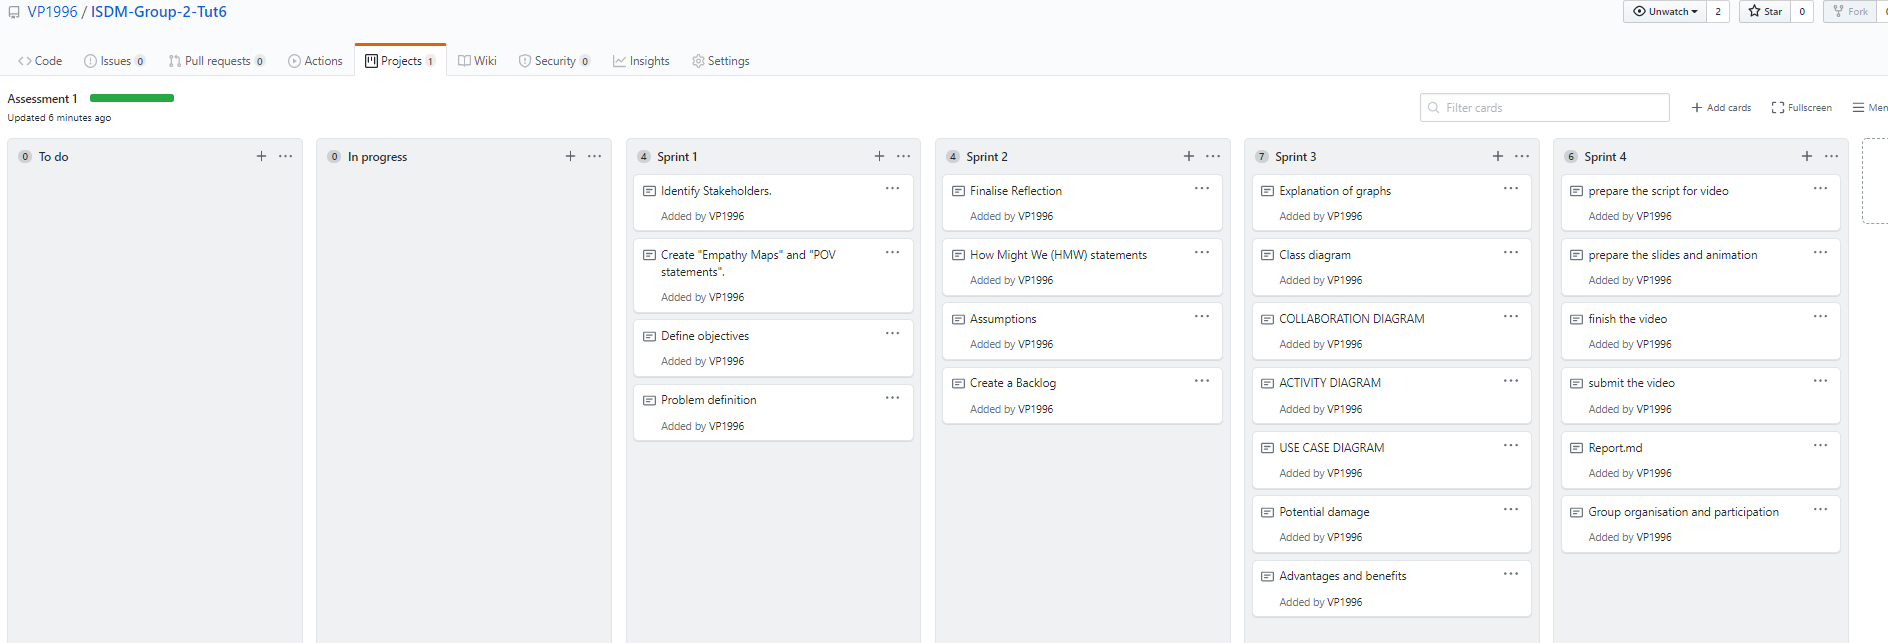 VP1996 / ISDM-Group-2-Tut6
Unwatch 2 Star 0 Fork
Code Issues 0 Pull requests 0 Actions Projects 1 Wiki Security 0 Insights Settings
Assessment 1
Updated 6 minutes ago
Filter cards
Add cards Fullscreen Men
0 To do
0 In progress
4 Sprint 1
Identify Stakeholders.
Added by VP1996
Create "Empathy Maps" and "POV
statements".
Added by VP1996
Define objectives
Added by VP1996
Problem definition
Added by VP1996
4 Sprint 2
Finalise Reflection
Added by VP1996
How Might We (HMW) statements
Added by VP1996
Assumptions
Added by VP1996
Create a Backlog
Added by VP1996
7 Sprint 3
Explanation of graphs
Added by VP1996
Class diagram
Added by VP1996
COLLABORATION DIAGRAM
Added by VP1996
ACTIVITY DIAGRAM
Added by VP1996
USE CASE DIAGRAM
Added by VP1996
Potential damage
Added by VP1996
Advantages and benefits
Added by VP1996
6 Sprint 4
prepare the script for video
Added by VP1996
prepare the slides and animation
Added by VP1996
finish the video
Added by VP1996
submit the video
Added by VP1996
Report.md
Added by VP1996
Group organisation and participation
Added by VP1996